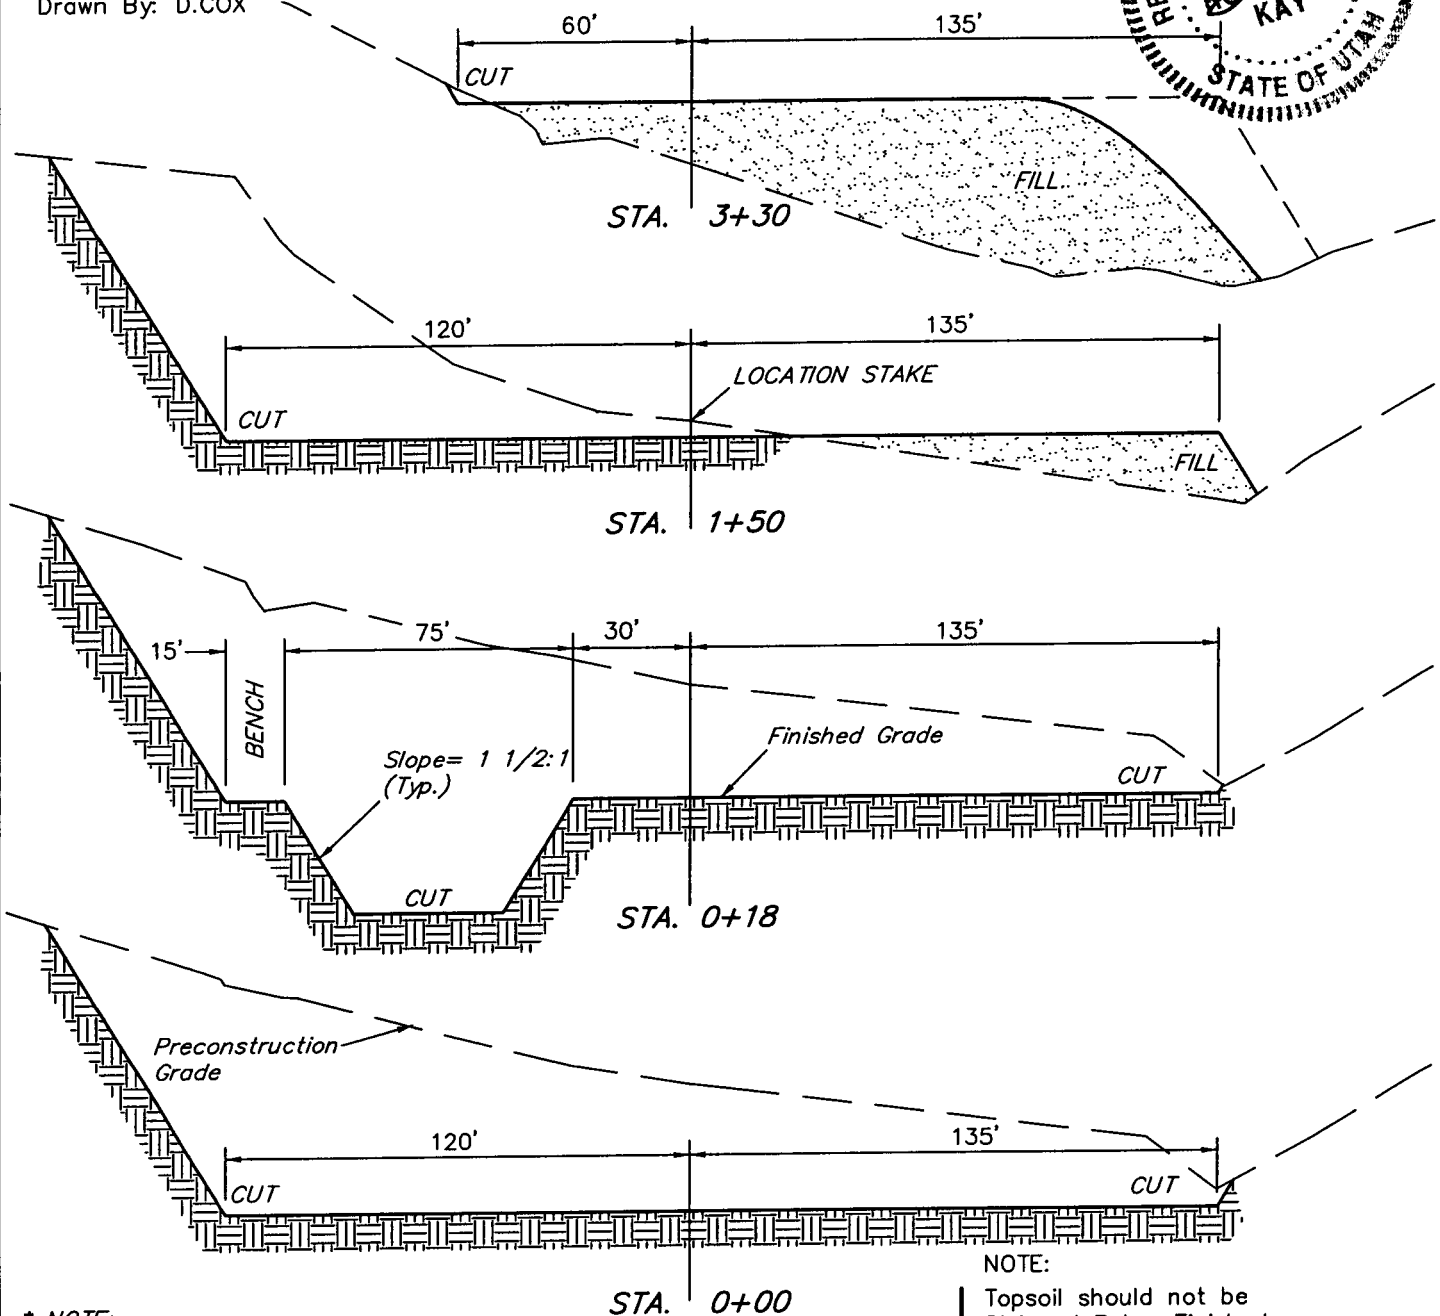 Drawn By: D.COX
60'
135'
KAY
STATE OF UTAH
CUT
FILL
STA. 3+30
120'
135'
LOCATION STAKE
CUT
FILL
STA. 1+50
15'
75'
30'
135'
BENCH
Slope= 1 1/2:1
(Typ.)
Finished Grade
CUT
CUT
STA. 0+18
Preconstruction
Grade
120'
135'
CUT
CUT
STA. 0+00
NOTE:
Topsoil should not be
* NOTE: